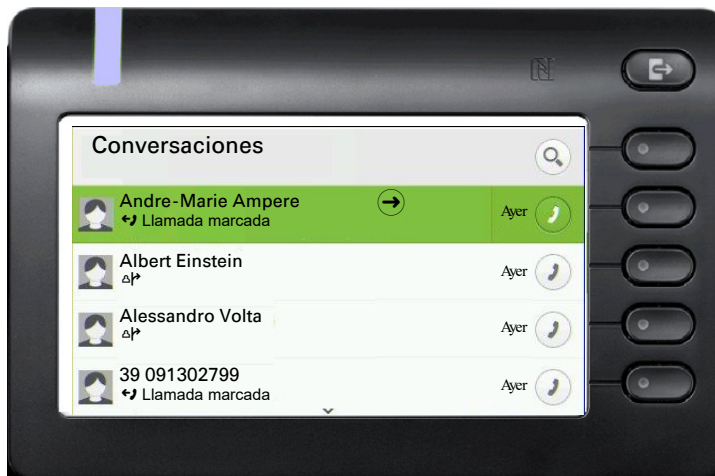 Conversaciones
Andre-Marie Ampere
Llamada marcada
Ayer
Albert Einstein
Ayer
Alessandro Volta
Ayer
39 091302799
Llamada marcada
Ayer